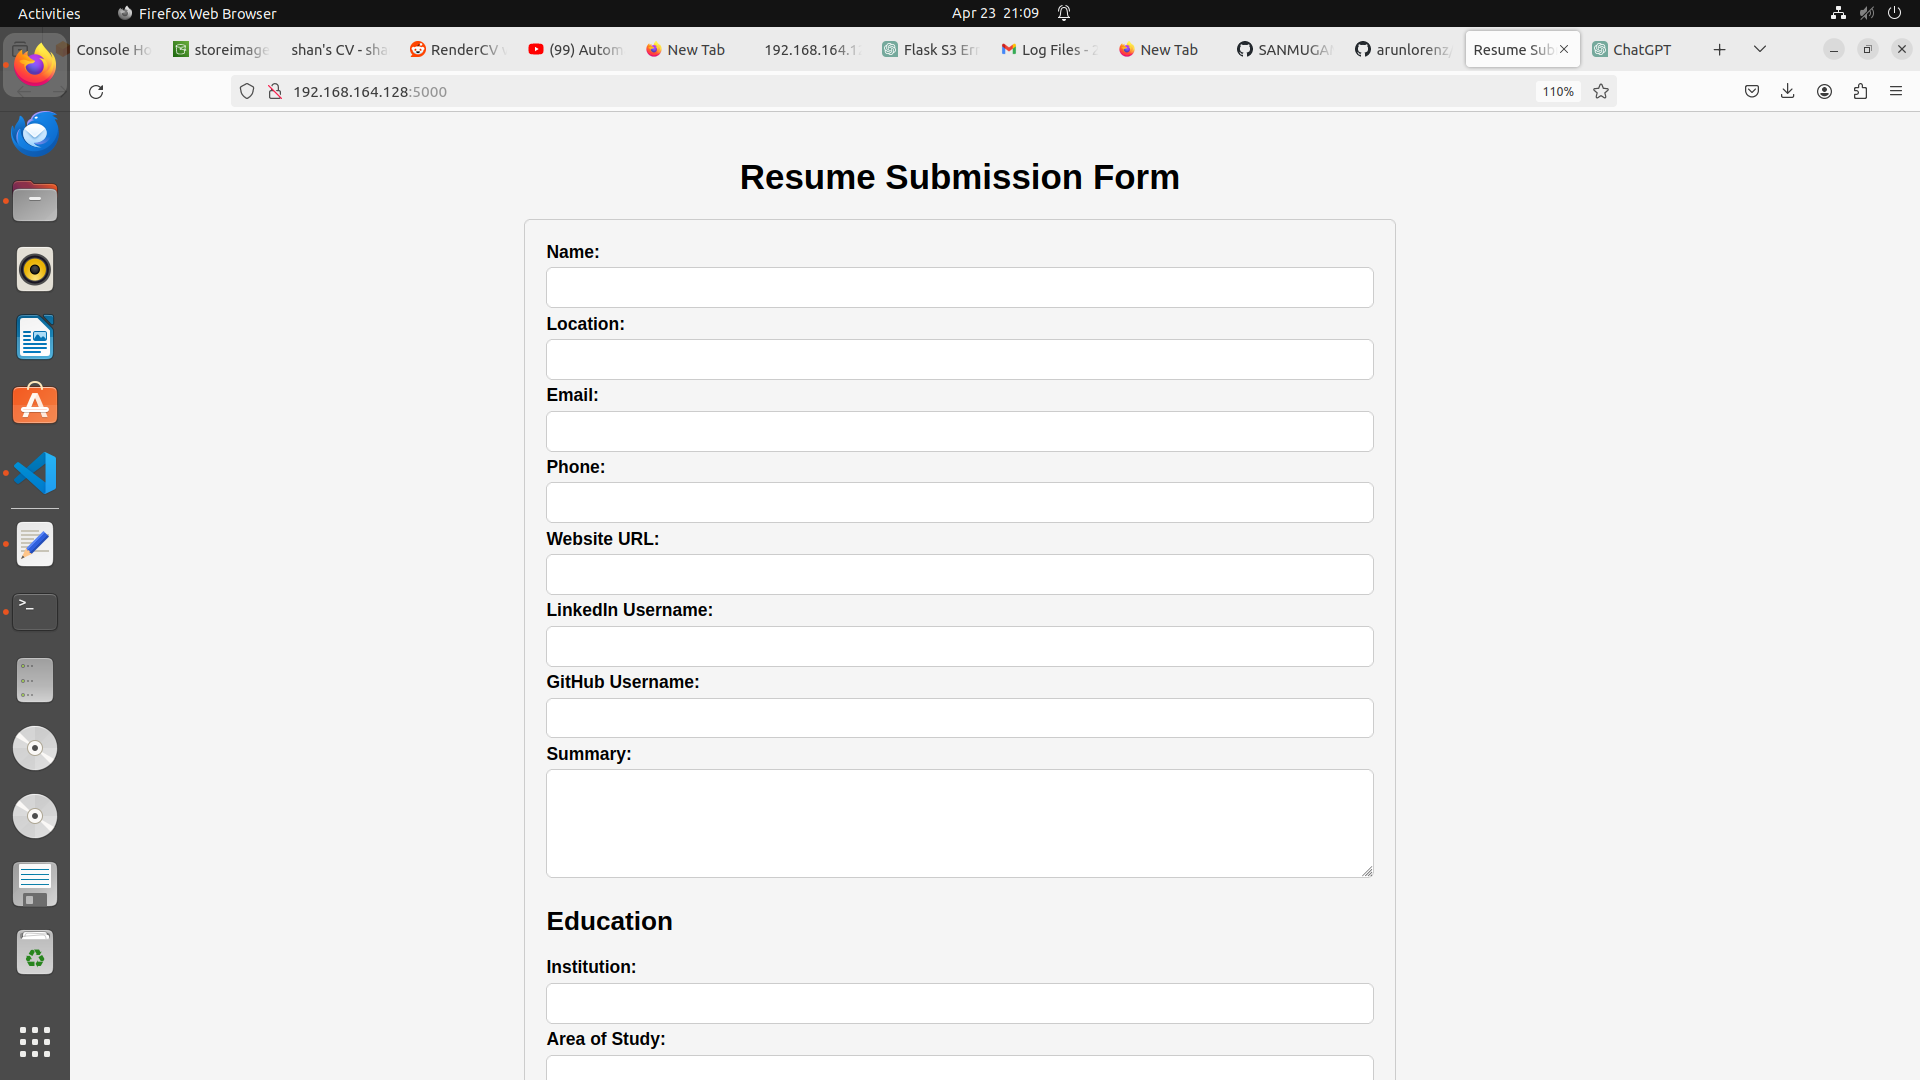 Activities
Firefox Web Browser
Apr 23 21:09
Console Ho
storeimage
shan's CV - sha
RenderCV
(99) Autom
New Tab
192.168.164.12
Flask S3 Err
Log Files - 2
New Tab
SANMUGAM
arunlorenz/
Resume Sub
ChatGPT
192.168.164.128:5000
110%
Resume Submission Form
Name:
Location:
Email:
Phone:
Website URL:
LinkedIn Username:
GitHub Username:
Summary:
Education
Institution:
Area of Study: